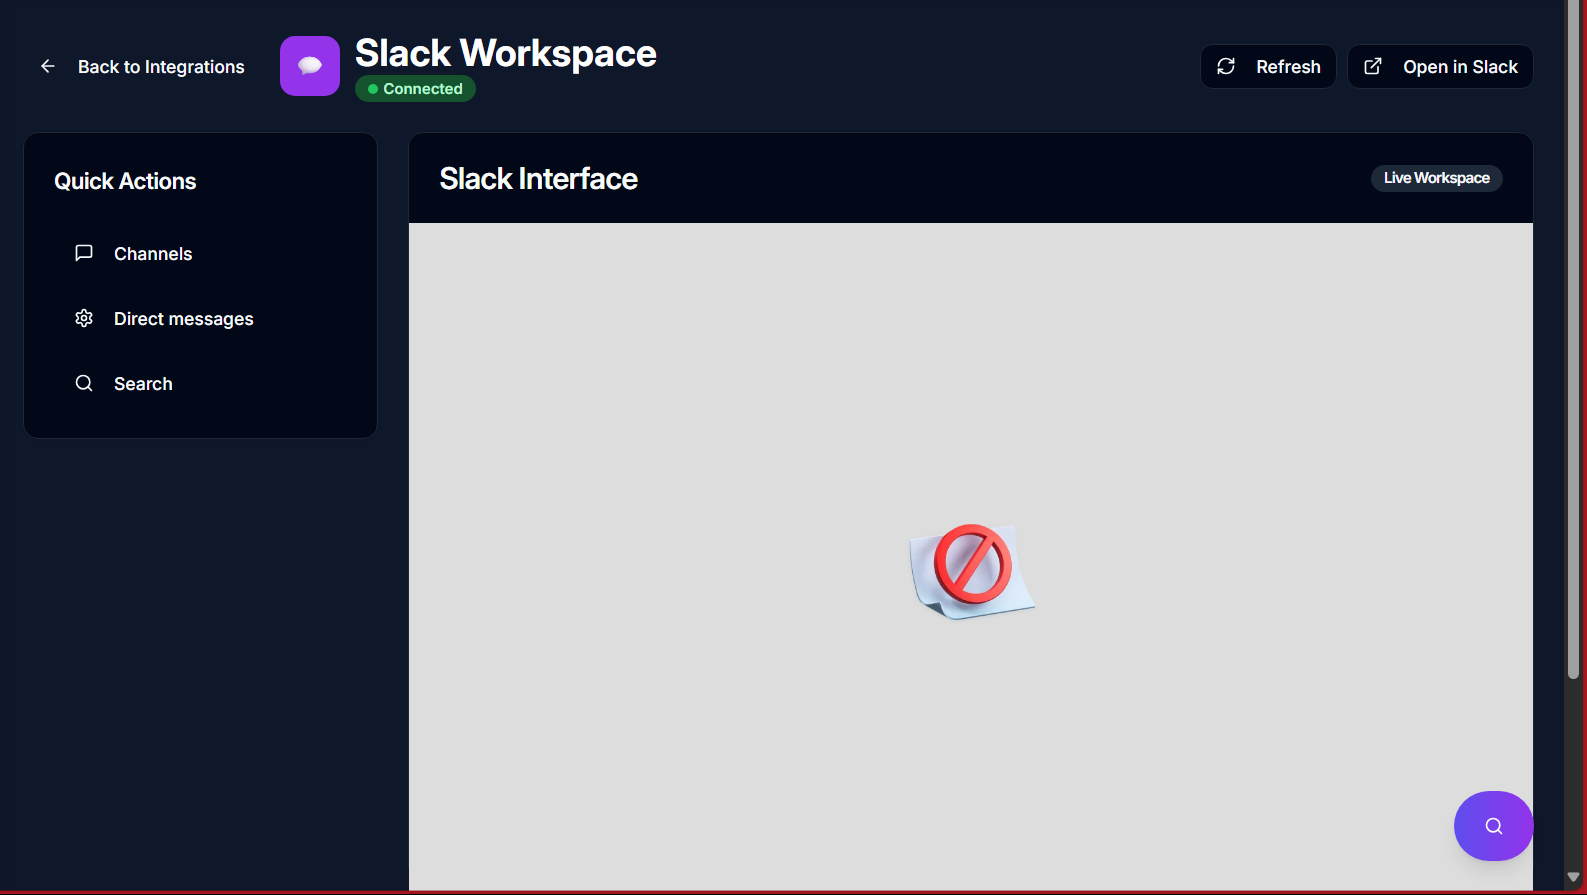 Back to Integrations
Slack Workspace
Connected
Refresh
Open in Slack
Quick Actions
Channels
Direct messages
Search
Slack Interface
Live Workspace